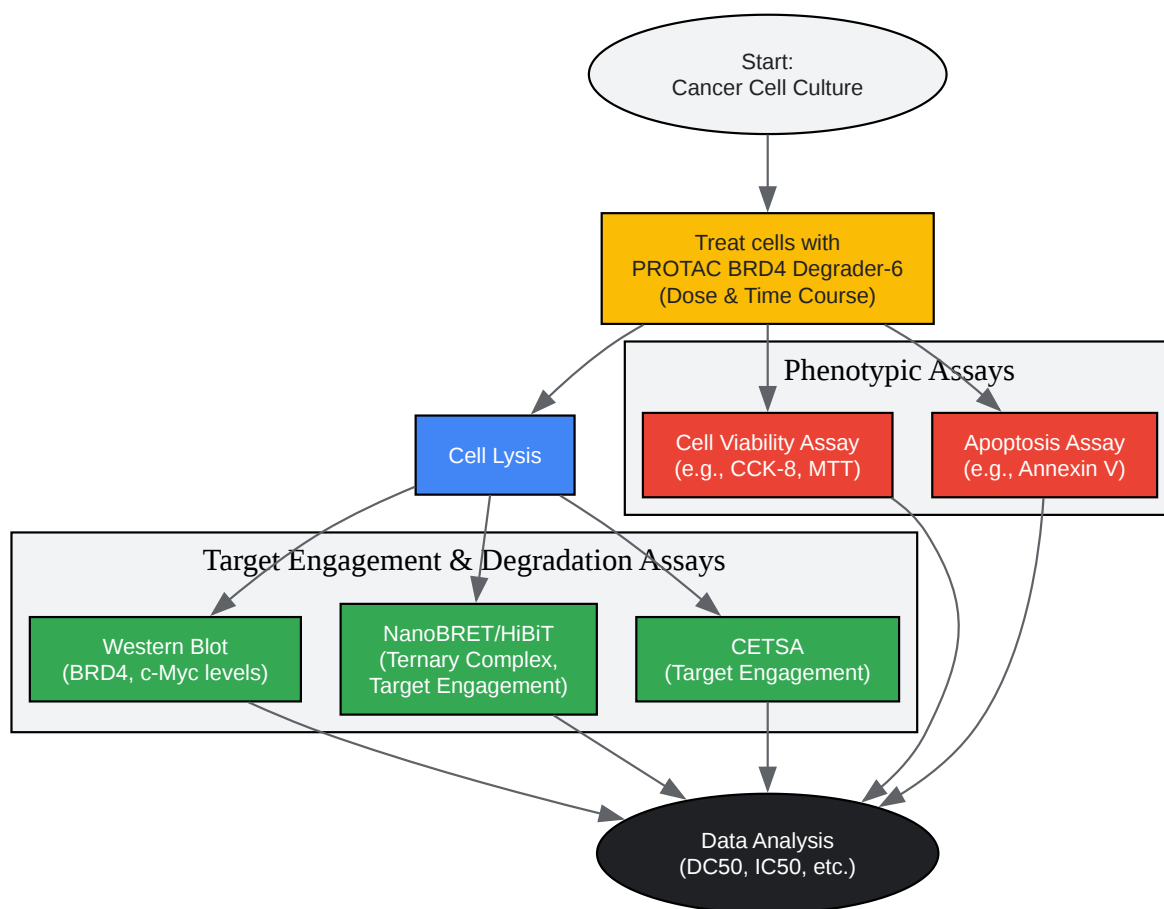 Start:
Cancer Cell Culture
Treat cells with
PROTAC BRD4 Degrader-6
(Dose & Time Course)
Phenotypic Assays
Cell Viability Assay
(e.g., CCK-8, MTT)
Apoptosis Assay
(e.g., Annexin V)
Cell Lysis
Target Engagement & Degradation Assays
Western Blot
(BRD4, c-Myc levels)
NanoBRET/HiBiT
(Ternary Complex,
Target Engagement)
CETSA
(Target Engagement)
Data Analysis
(DC50, IC50, etc.)